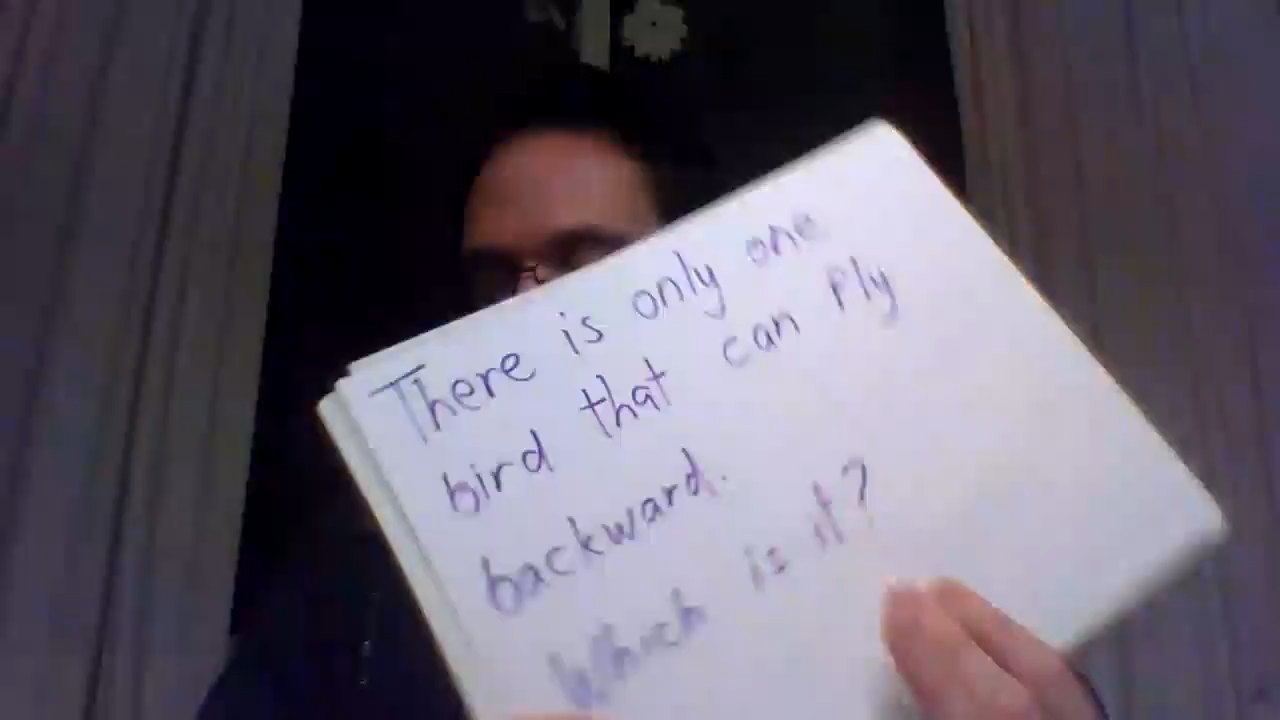 There is only one
bird that can fly
backward.
Which is it?